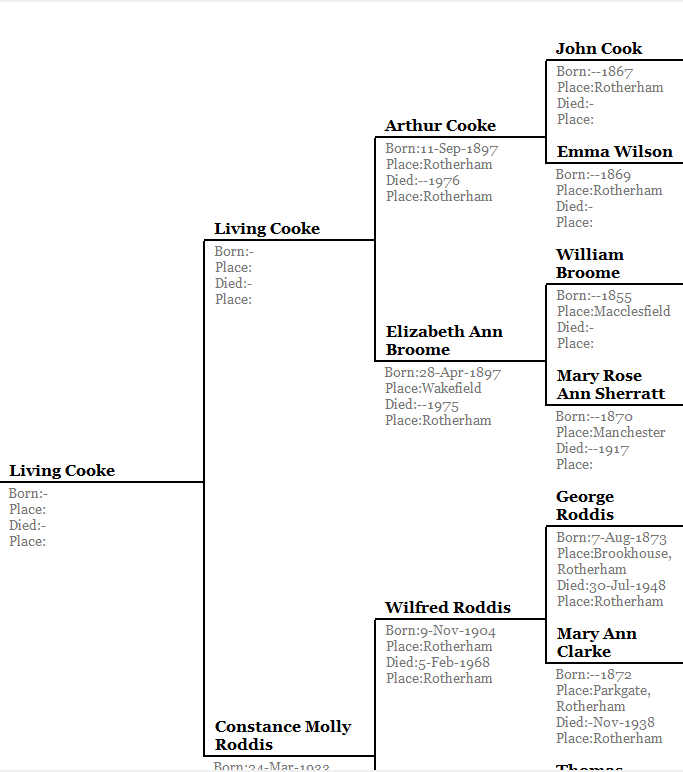 John Cook
Born:--1867
Place:Rotherham
Died:-
Place:
Arthur Cooke
Born:11-Sep-1897
Place:Rotherham
Died:--1976
Place:Rotherham
Emma Wilson
Born:--1869
Place:Rotherham
Died:-
Place:
Living Cooke
Born:-
Place:
Died:-
Place:
William
Broome
Born:--1855
Place:Macclesfield
Died:-
Place:
Elizabeth Ann
Broome
Born:28-Apr-1897
Place:Wakefield
Died:--1975
Place:Rotherham
Mary Rose
Ann Sherratt
Born:--1870
Place:Manchester
Died:--1917
Place:
Living Cooke
Born:-
Place:
Died:-
Place:
George
Roddis
Born:7-Aug-1873
Place:Brookhouse,
Rotherham
Died:30-Jul-1948
Place:Rotherham
Wilfred Roddis
Born:9-Nov-1904
Place:Rotherham
Died:5-Feb-1968
Place:Rotherham
Mary Ann
Clarke
Born:--1872
Place:Parkgate,
Rotherham
Died:-Nov-1938
Place:Rotherham
Constance Molly
Roddis
Thomas